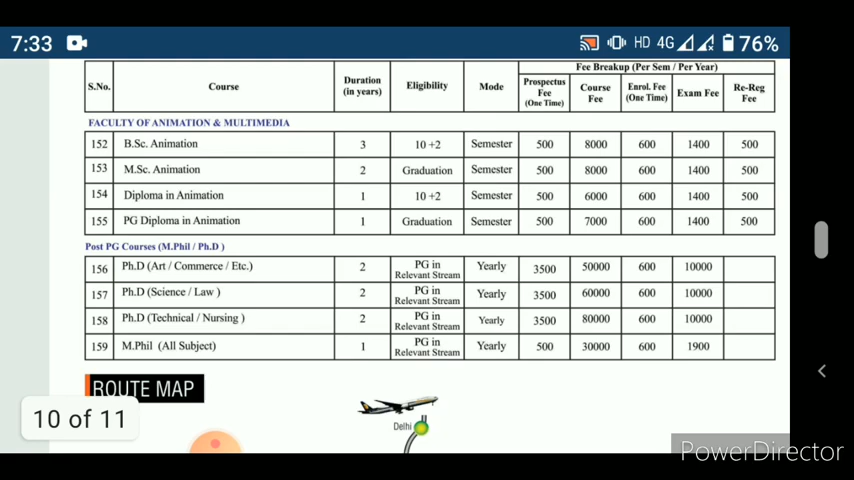 7:33 HD 4G 76%
Fee Breakup (Per Sem / Per Year)
S.No. Course Duration (in years) Eligibility Mode Prospectus Fee (One Time) Course Fee Enrol. Fee (One Time) Exam Fee Re-Reg Fee
FACULTY OF ANIMATION & MULTIMEDIA
152 B.Sc. Animation 3 10 +2 Semester 500 8000 600 1400 500
153 M.Sc. Animation 2 Graduation Semester 500 8000 600 1400 500
154 Diploma in Animation 1 10 +2 Semester 500 6000 600 1400 500
155 PG Diploma in Animation 1 Graduation Semester 500 7000 600 1400 500
Post PG Courses (M.Phil / Ph.D )
156 Ph.D (Art / Commerce / Etc.) 2 PG in Relevant Stream Yearly 3500 50000 600 10000
157 Ph.D (Science / Law ) 2 PG in Relevant Stream Yearly 3500 60000 600 10000
158 Ph.D (Technical / Nursing ) 2 PG in Relevant Stream Yearly 3500 80000 600 10000
159 M.Phil (All Subject) 1 PG in Relevant Stream Yearly 500 30000 600 1900
ROUTE MAP
10 of 11
Delhi
PowerDirector